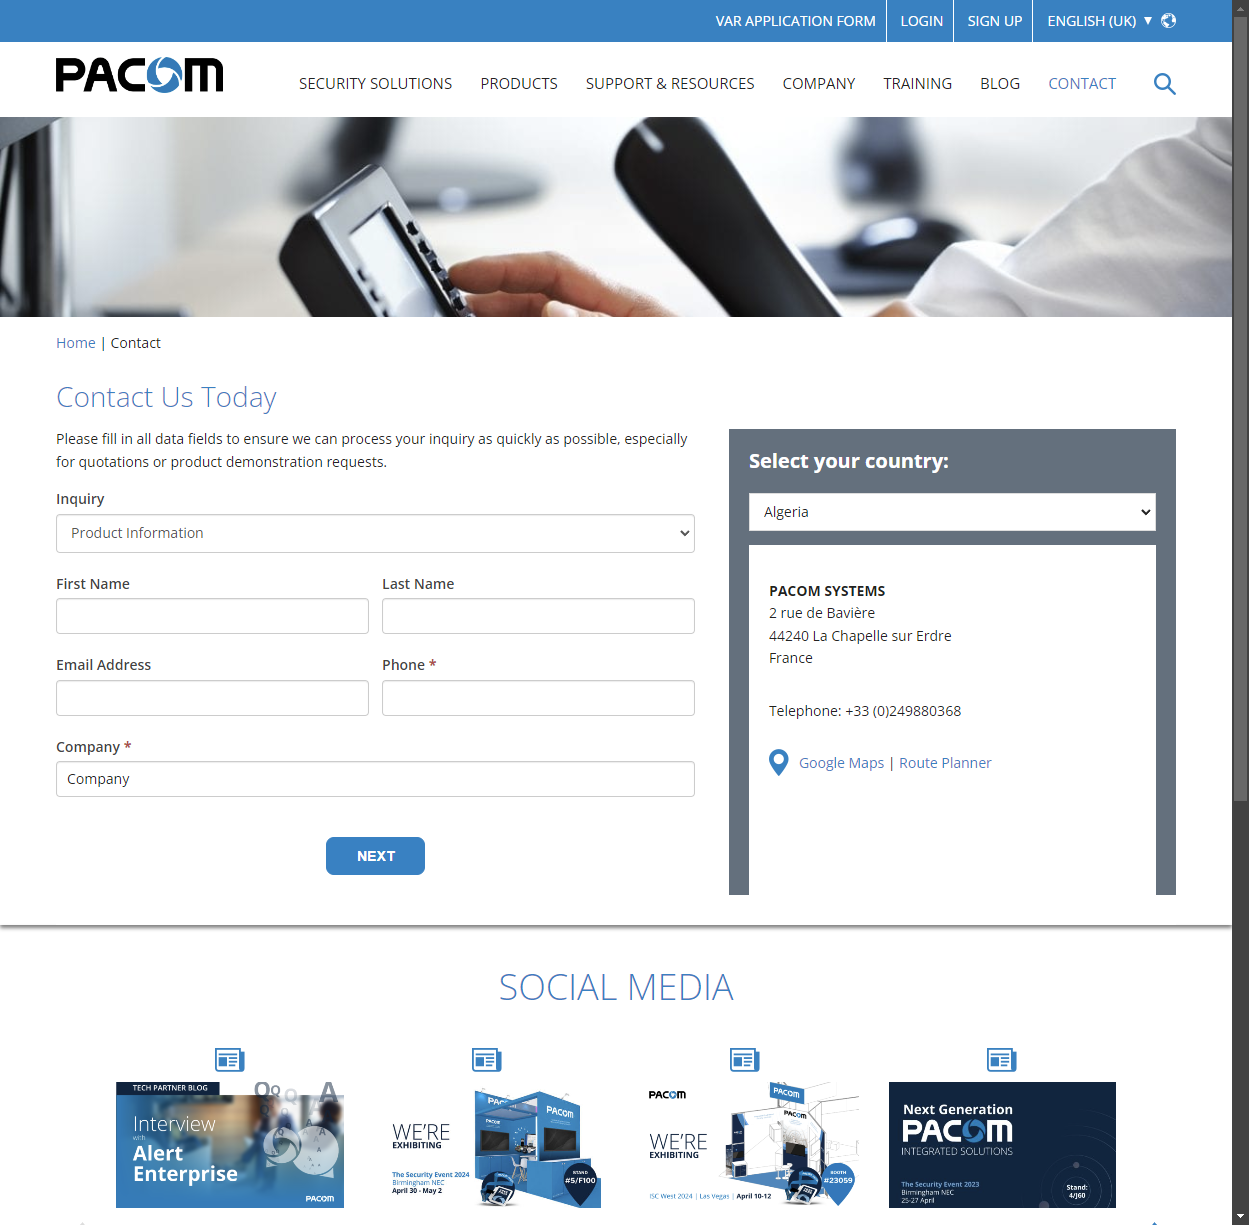 VAR APPLICATION FORM
LOGIN
SIGN UP
ENGLISH (UK) ▼
PACOM
SECURITY SOLUTIONS
PRODUCTS
SUPPORT & RESOURCES
COMPANY
TRAINING
BLOG
CONTACT
Home | Contact
Contact Us Today
Please fill in all data fields to ensure we can process your inquiry as quickly as possible, especially
for quotations or product demonstration requests.
Inquiry
Product Information
First Name
Last Name
Email Address
Phone *
Company *
Company
NEXT
Select your country:
Algeria
PACOM SYSTEMS
2 rue de Bavière
44240 La Chapelle sur Erdre
France
Telephone: +33 (0)249880368
Google Maps | Route Planner
SOCIAL MEDIA
TECH PARTNER BLOG
Interview
with
Alert
Enterprise
PACOM
WE'RE
EXHIBITING
The Security Event 2024
Birmingham NEC
April 30 - May 2
PACOM
STAND
#5/F100
PACOM
WE'RE
EXHIBITING
ISC West 2024 | Las Vegas | April 10-12
PACOM
PACOM
BOOTH
#23059
Next Generation
PACOM
INTEGRATED SOLUTIONS
The Security Event 2023
Birmingham NEC
25-27 April
Stand:
4/J60